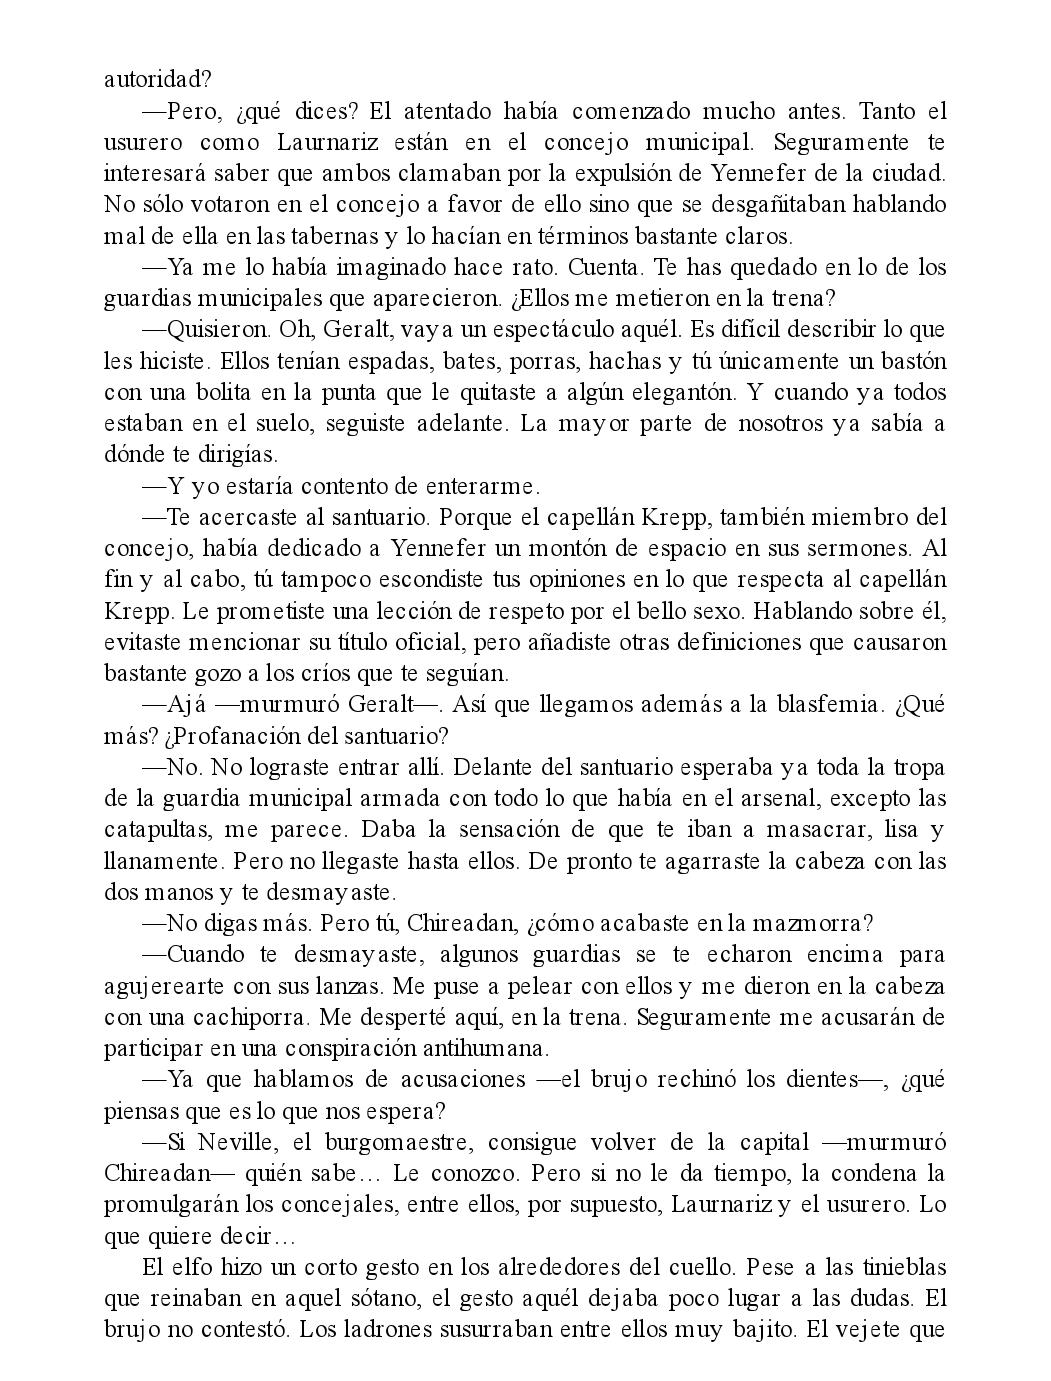 autoridad?
—Pero, ¿qué dices? El atentado había comenzado mucho antes. Tanto el
usurero como Laurnariz están en el concejo municipal. Seguramente te
interesará saber que ambos clamaban por la expulsión de Yennefer de la ciudad.
No sólo votaron en el concejo a favor de ello sino que se desgañitaban hablando
mal de ella en las tabernas y lo hacían en términos bastante claros.
—Ya me lo había imaginado hace rato. Cuenta. Te has quedado en lo de los
guardias municipales que aparecieron. ¿Ellos me metieron en la trena?
—Quisieron. Oh, Geralt, vaya un espectáculo aquél. Es difícil describir lo que
les hiciste. Ellos tenían espadas, bates, porras, hachas y tú únicamente un bastón
con una bolita en la punta que le quitaste a algún elegantón. Y cuando ya todos
estaban en el suelo, seguiste adelante. La mayor parte de nosotros ya sabía a
dónde te dirigías.
—Y yo estaría contento de enterarme.
—Te acercaste al santuario. Porque el capellán Krepp, también miembro del
concejo, había dedicado a Yennefer un montón de espacio en sus sermones. Al
fin y al cabo, tú tampoco escondiste tus opiniones en lo que respecta al capellán
Krepp. Le prometiste una lección de respeto por el bello sexo. Hablando sobre él,
evitaste mencionar su título oficial, pero añadiste otras definiciones que causaron
bastante gozo a los críos que te seguían.
—Ajá —murmuró Geralt—. Así que llegamos además a la blasfemia. ¿Qué
más? ¿Profanación del santuario?
—No. No lograste entrar allí. Delante del santuario esperaba ya toda la tropa
de la guardia municipal armada con todo lo que había en el arsenal, excepto las
catapultas, me parece. Daba la sensación de que te iban a masacrar, lisa y
llanamente. Pero no llegaste hasta ellos. De pronto te agarraste la cabeza con las
dos manos y te desmayaste.
—No digas más. Pero tú, Chireadan, ¿cómo acabaste en la mazmorra?
—Cuando te desmayaste, algunos guardias se te echaron encima para
agujerearte con sus lanzas. Me puse a pelear con ellos y me dieron en la cabeza
con una cachiporra. Me desperté aquí, en la trena. Seguramente me acusarán de
participar en una conspiración antihumana.
—Ya que hablamos de acusaciones —el brujo rechinó los dientes—, ¿qué
piensas que es lo que nos espera?
—Si Neville, el burgomaestre, consigue volver de la capital —murmuró
Chireadan— quién sabe… Le conozco. Pero si no le da tiempo, la condena la
promulgarán los concejales, entre ellos, por supuesto, Laurnariz y el usurero. Lo
que quiere decir…
El elfo hizo un corto gesto en los alrededores del cuello. Pese a las tinieblas
que reinaban en aquel sótano, el gesto aquél dejaba poco lugar a las dudas. El
brujo no contestó. Los ladrones susurraban entre ellos muy bajito. El vejete que